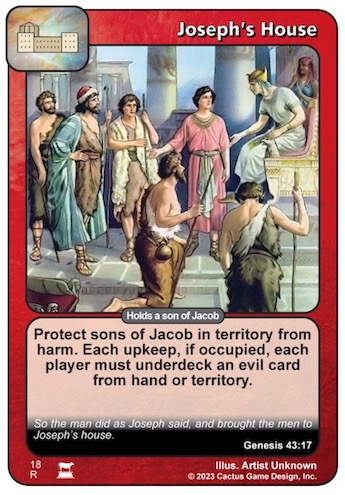 Joseph's House
Holds a son of Jacob
Protect sons of Jacob in territory from
harm. Each upkeep, if occupied, each
player must underdeck an evil card
from hand or territory.
So the man did as Joseph said, and brought the men to
Joseph's house.
Genesis 43:17
18
R
Illus. Artist Unknown
© 2023 Cactus Game Design, Inc.